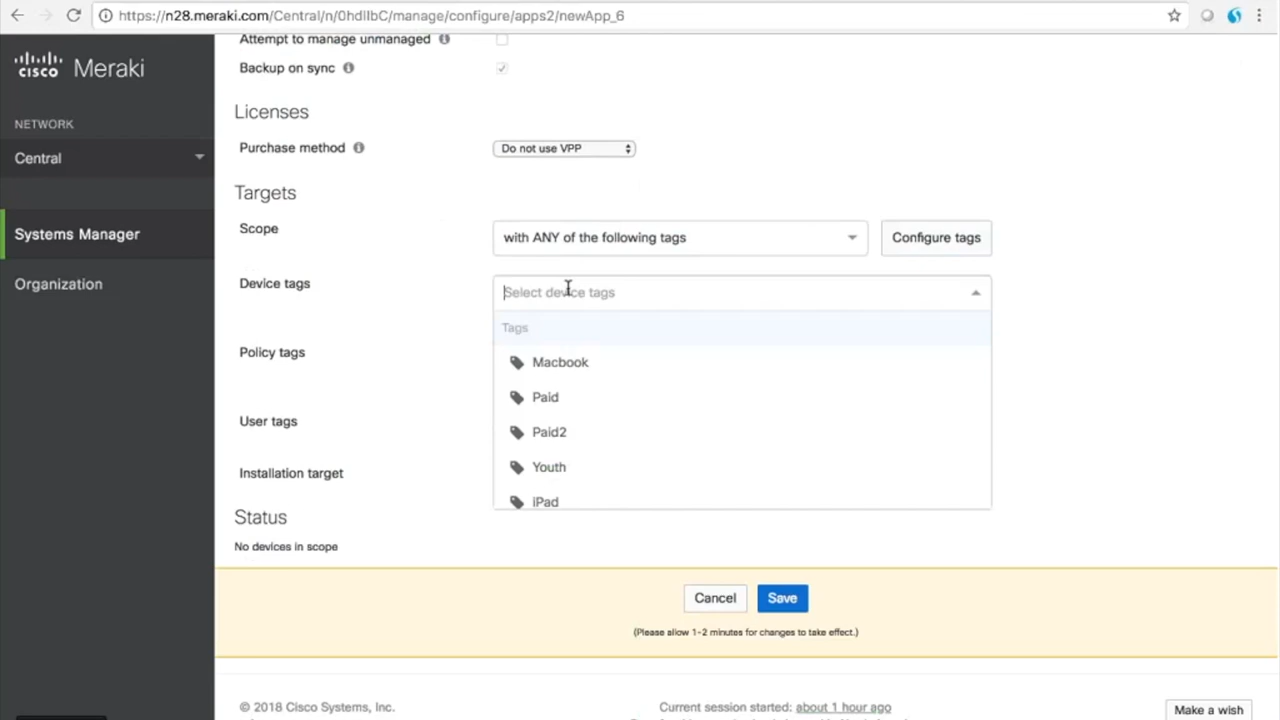 https://n28.meraki.com/Central/n/0hdIIbC/manage/configure/apps2/newApp_6
Attempt to manage unmanaged
cisco Meraki
Backup on sync
Licenses
NETWORK
Central
Purchase method
Do not use VPP
Targets
Scope
with ANY of the following tags
Configure tags
Systems Manager
Organization
Device tags
Select device tags
Tags
Policy tags
Macbook
Paid
User tags
Paid2
Youth
Installation target
iPad
Status
No devices in scope
Cancel
Save
(Please allow 1-2 minutes for changes to take effect.)
© 2018 Cisco Systems, Inc.
Current session started: about 1 hour ago
Make a wish